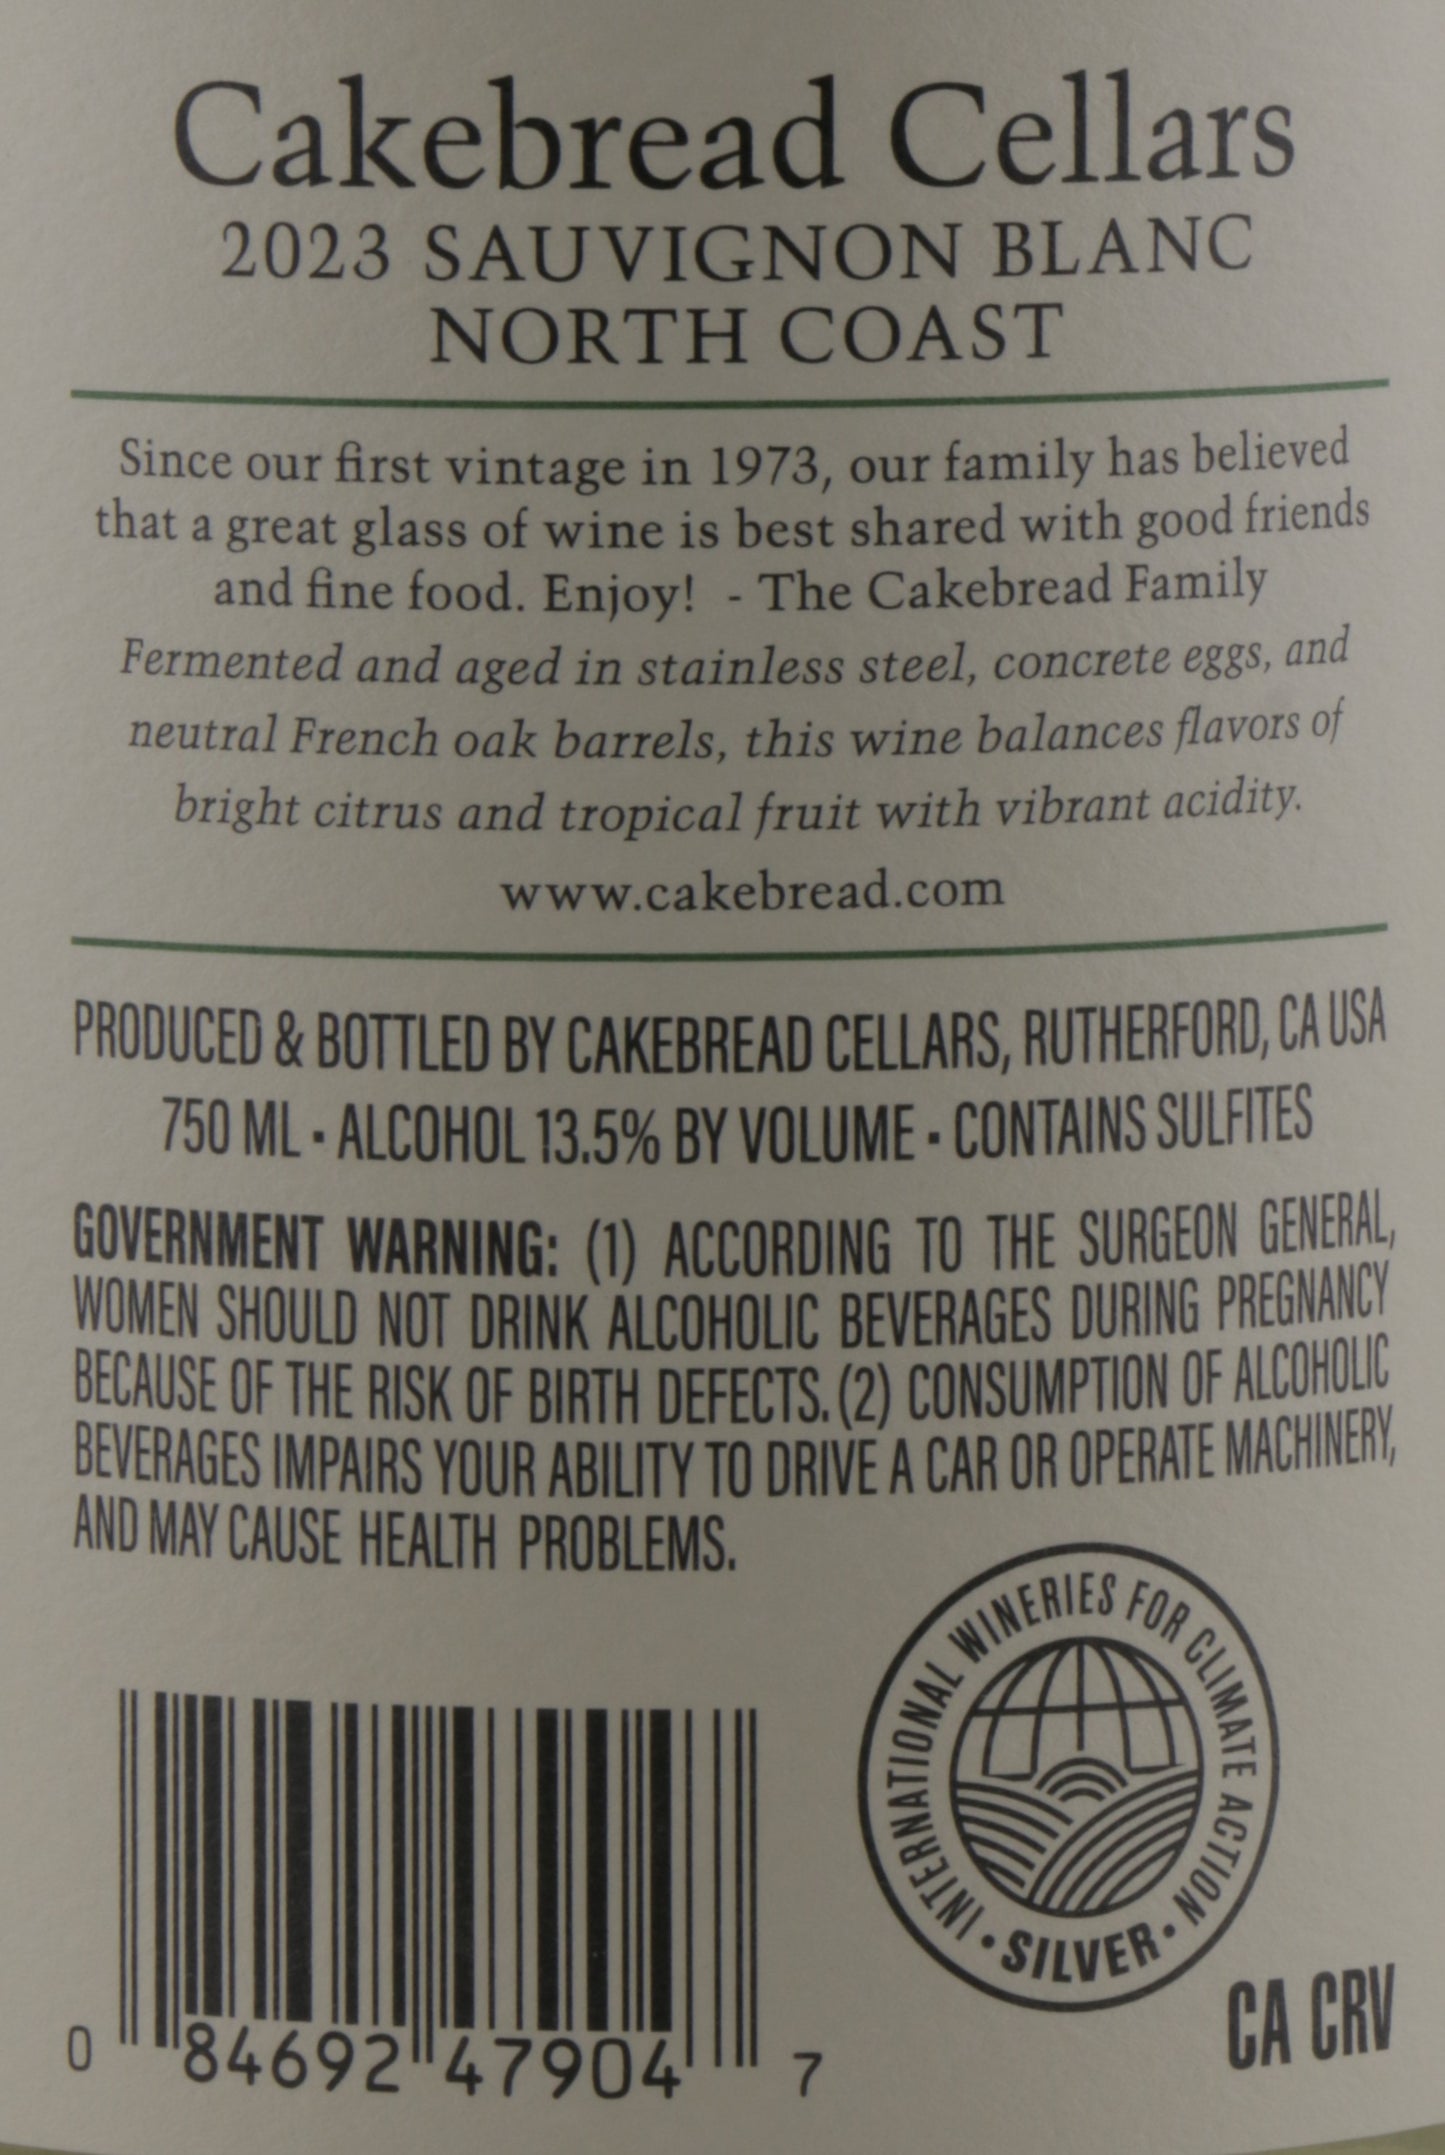 Cakebread Cellars
2023 SAUVIGNON BLANC
NORTH COAST
Since our first vintage in 1973, our family has believed
that a great glass of wine is best shared with good friends
and fine food. Enjoy!  - The Cakebread Family
Fermented and aged in stainless steel, concrete eggs, and
neutral French oak barrels, this wine balances flavors of
bright citrus and tropical fruit with vibrant acidity.
www.cakebread.com
PRODUCED & BOTTLED BY CAKEBREAD CELLARS, RUTHERFORD, CA USA
750 ML · ALCOHOL 13.5% BY VOLUME · CONTAINS SULFITES
GOVERNMENT WARNING: (1) ACCORDING TO THE SURGEON GENERAL,
WOMEN SHOULD NOT DRINK ALCOHOLIC BEVERAGES DURING PREGNANCY
BECAUSE OF THE RISK OF BIRTH DEFECTS. (2) CONSUMPTION OF ALCOHOLIC
BEVERAGES IMPAIRS YOUR ABILITY TO DRIVE A CAR OR OPERATE MACHINERY,
AND MAY CAUSE HEALTH PROBLEMS.
INTERNATIONAL WINERIES FOR CLIMATE ACTION
· SILVER ·
CA CRV
0 84692 47904 7